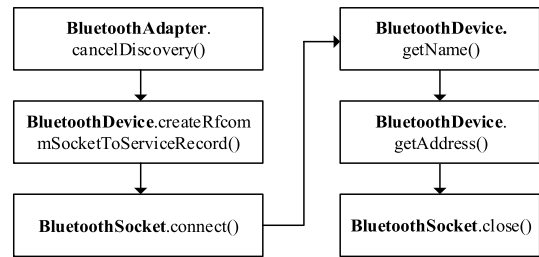 BluetoothAdapter.
cancelDiscovery()
BluetoothDevice.createRfcom
mSocketToServiceRecord()
BluetoothSocket.connect()
BluetoothDevice.
getName()
BluetoothDevice.
getAddress()
BluetoothSocket.close()